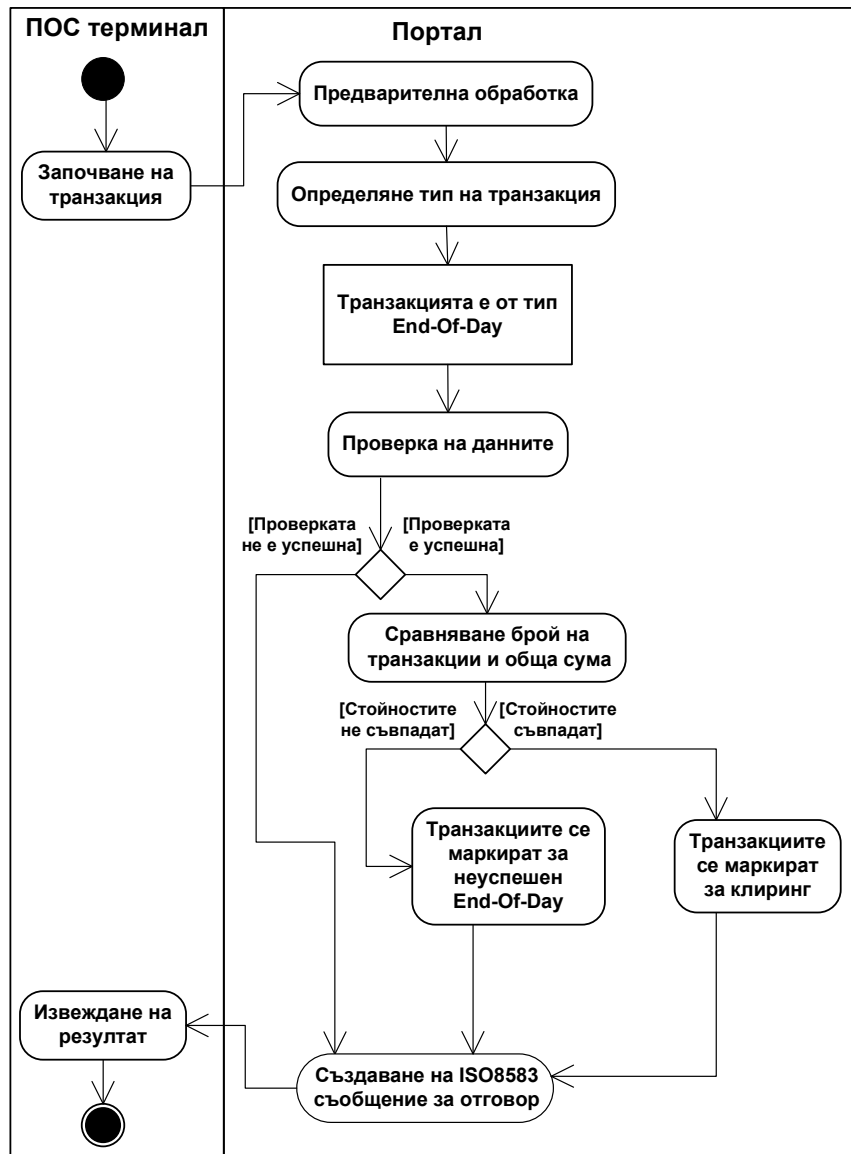 ПОС терминал
Портал
Предварителна обработка
Започване на
транзакция
Определяне тип на транзакция
Транзакцията е от тип
End-Of-Day
Проверка на данните
[Проверката
не е успешна]
[Проверката
е успешна]
Сравняване брой на
транзакции и обща сума
[Стойностите
не съвпадат]
[Стойностите
съвпадат]
Транзакциите се
маркират за
неуспешен
End-Of-Day
Транзакциите
се маркират
за клиринг
Извеждане на
резултат
Създаване на ISO8583
съобщение за отговор